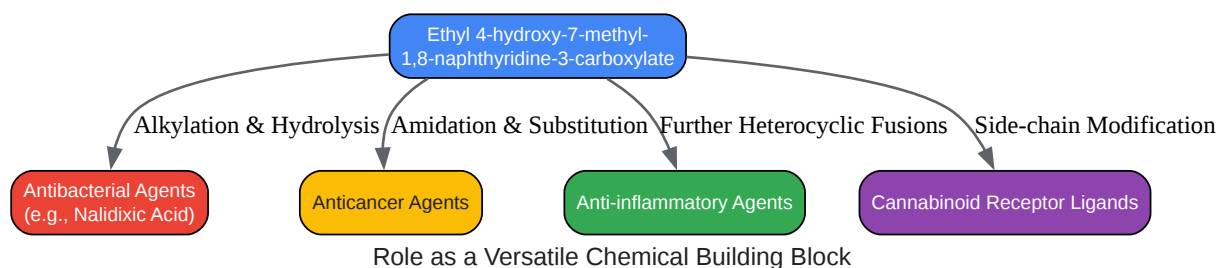 Ethyl 4-hydroxy-7-methyl-
1,8-naphthyridine-3-carboxylate
Alkylation & Hydrolysis
Amidation & Substitution
Further Heterocyclic Fusions
Side-chain Modification
Antibacterial Agents
(e.g., Nalidixic Acid)
Anticancer Agents
Anti-inflammatory Agents
Cannabinoid Receptor Ligands
Role as a Versatile Chemical Building Block